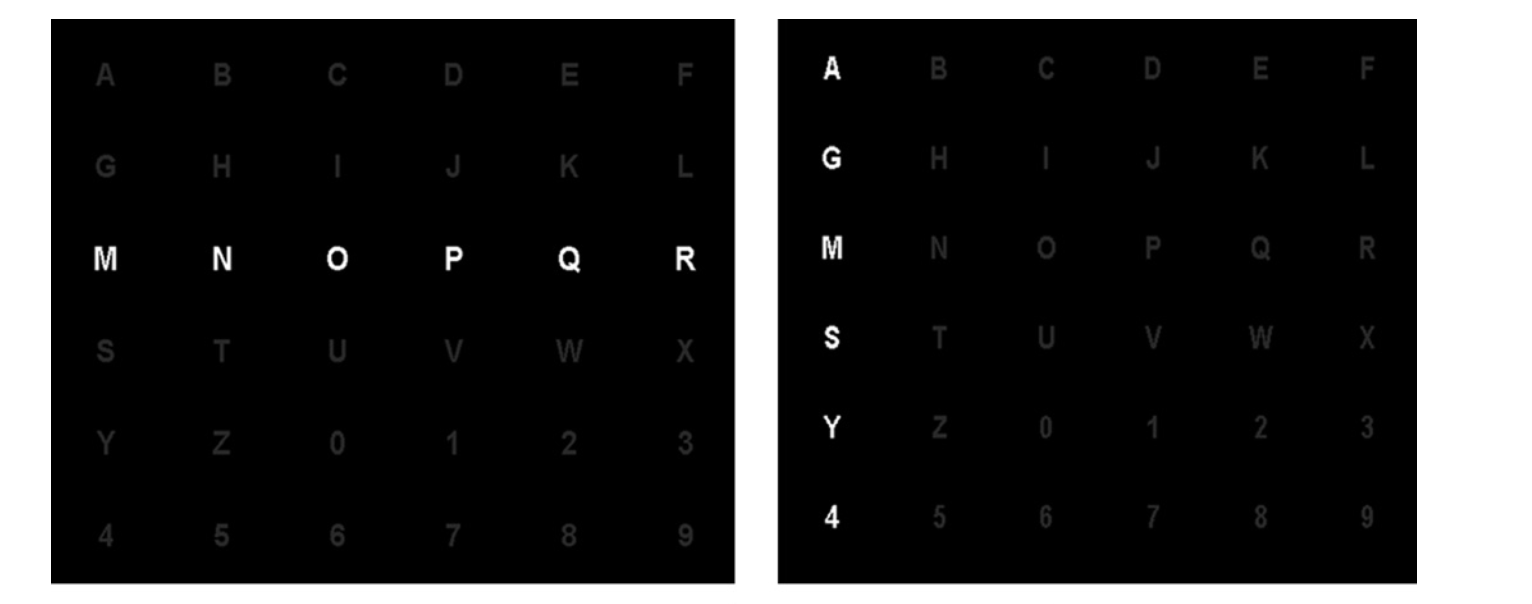 A B C D E F
G H I J K L
M N O P Q R
S T U V W X
Y Z 0 1 2 3
4 5 6 7 8 9
A B C D E F
G H I J K L
M N O P Q R
S T U V W X
Y Z 0 1 2 3
4 5 6 7 8 9